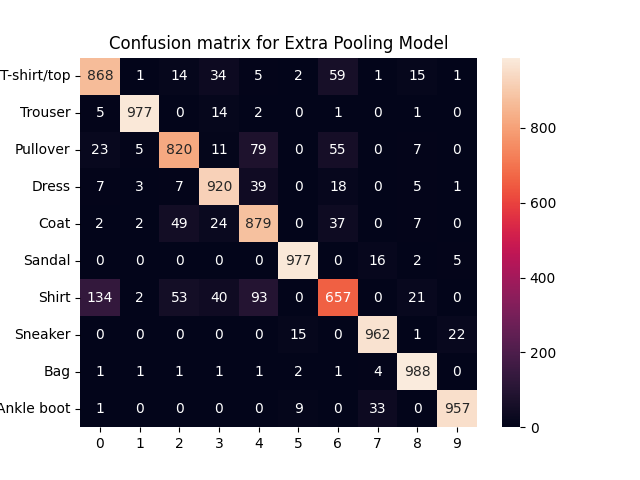 Confusion matrix for Extra Pooling Model
T-shirt/top 868 1 14 34 5 2 59 1 15 1
Trouser 5 977 0 14 2 0 1 0 1 0
Pullover 23 5 820 11 79 0 55 0 7 0
Dress 7 3 7 920 39 0 18 0 5 1
Coat 2 2 49 24 879 0 37 0 7 0
Sandal 0 0 0 0 0 977 0 16 2 5
Shirt 134 2 53 40 93 0 657 0 21 0
Sneaker 0 0 0 0 0 15 0 962 1 22
Bag 1 1 1 1 1 2 1 4 988 0
Ankle boot 1 0 0 0 0 9 0 33 0 957
0 1 2 3 4 5 6 7 8 9
800
600
400
200
0